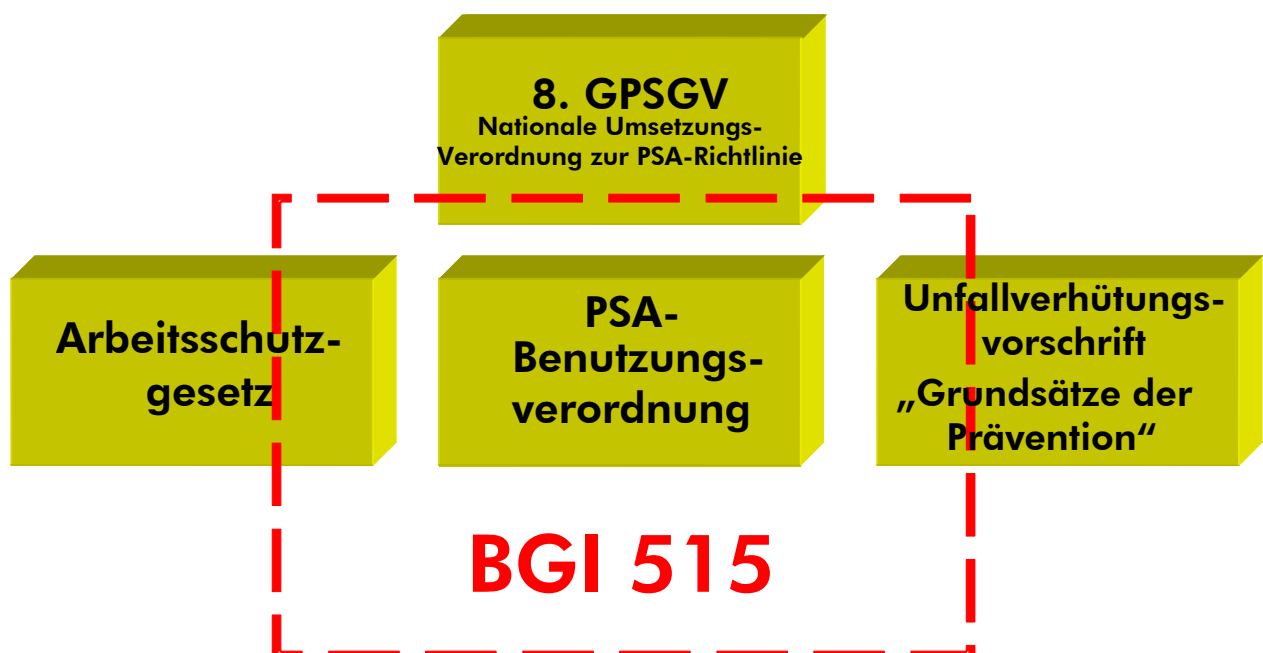 8. GPSGV
Nationale Umsetzungs-
Verordnung zur PSA-Richtlinie
Arbeitsschutz-
gesetz
PSA-
Benutzungs-
verordnung
Unfallverhütungs-
vorschrift
„Grundsätze der
Prävention“
BGI 515